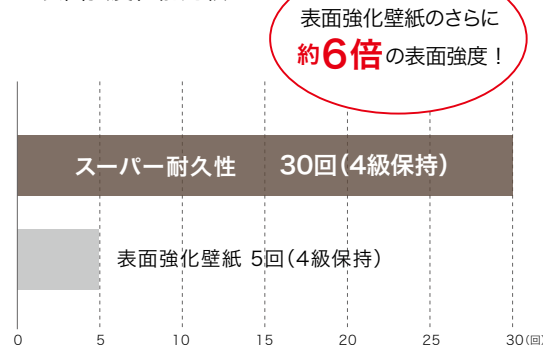 表面強化壁紙のさらに
約6倍の表面強度！
スーパー耐久性 30回（4級保持）
表面強化壁紙 5回（4級保持）
0 5 10 15 20 25 30(回)